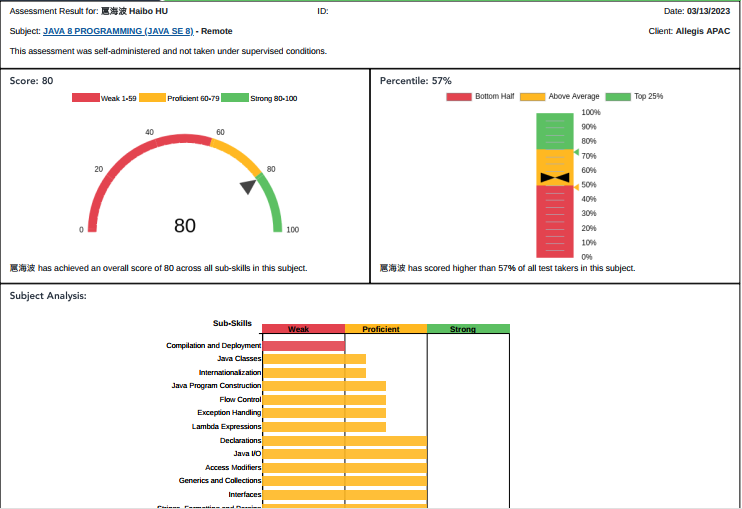 Assessment Result for: 扈海波 Haibo HU ID: Date: 03/13/2023
Subject: JAVA 8 PROGRAMMING (JAVA SE 8) - Remote Client: Allegis APAC
This assessment was self-administered and not taken under supervised conditions.
Score: 80
Weak 1-59 Proficient 60-79 Strong 80-100
0
20
40
60
80
100
80
扈海波 has achieved an overall score of 80 across all sub-skills in this subject.
Percentile: 57%
Bottom Half Above Average Top 25%
100%
90%
80%
70%
60%
50%
40%
30%
20%
10%
0%
扈海波 has scored higher than 57% of all test takers in this subject.
Subject Analysis:
Sub-Skills Weak Proficient Strong
Compilation and Deployment
Java Classes
Internationalization
Java Program Construction
Flow Control
Exception Handling
Lambda Expressions
Declarations
Java I/O
Access Modifiers
Generics and Collections
Interfaces